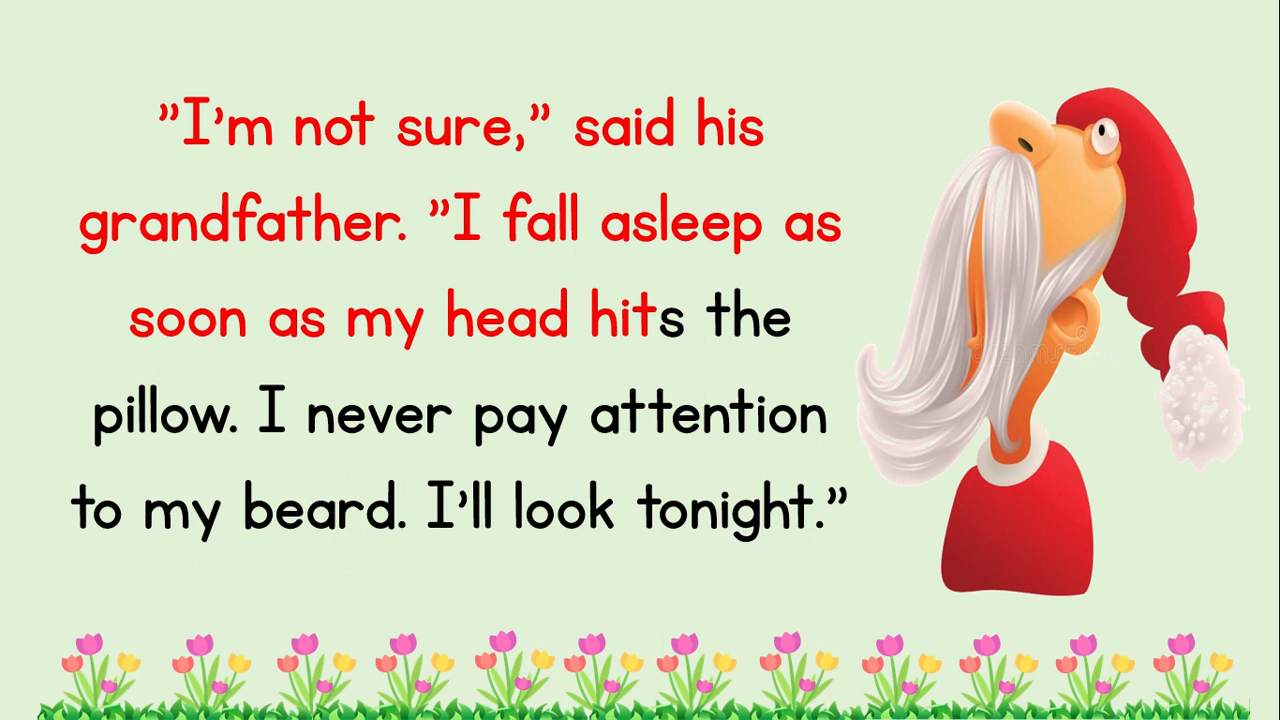 ”I’m not sure,” said his
grandfather. ”I fall asleep as
soon as my head hits the
pillow. I never pay attention
to my beard. I’ll look tonight.”